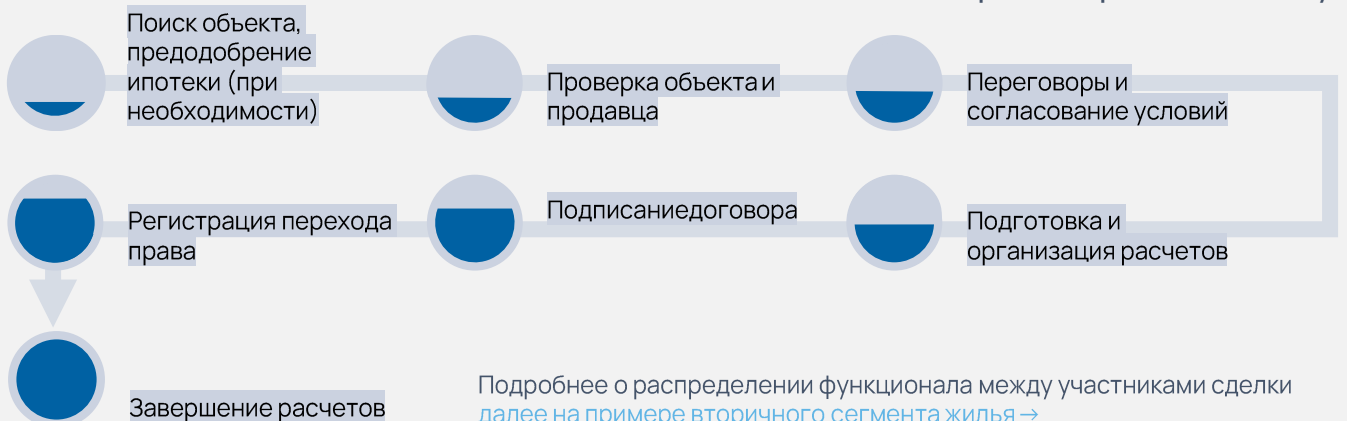 Поиск объекта,
предодобрение
ипотеки (при
необходимости)
Проверка объекта и
продавца
Переговоры и
согласование условий
Подготовка и
организация расчетов
Подписаниедоговора
Регистрация перехода
права
Завершение расчетов
Подробнее о распределении функционала между участниками сделки
далее на примере вторичного сегмента жилья→